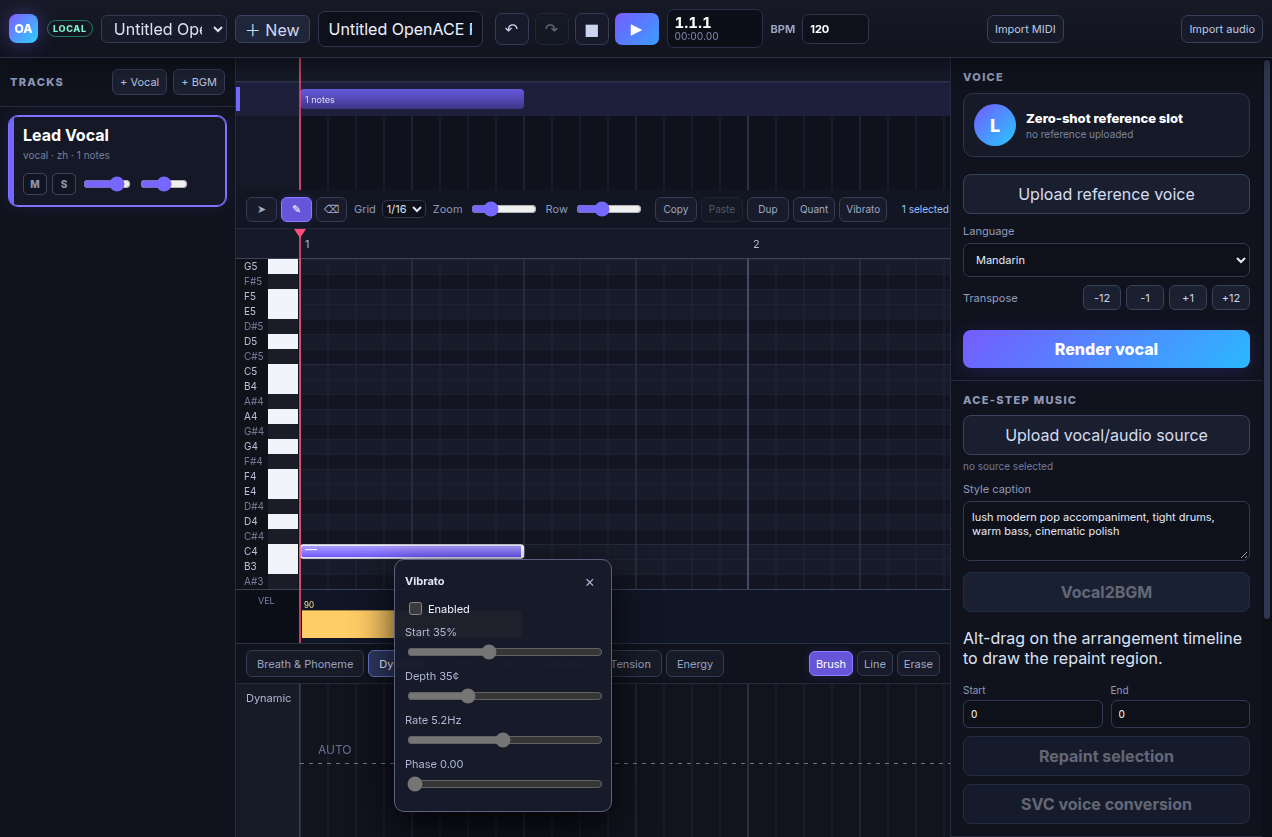 OA LOCAL Untitled Ope + New Untitled OpenACE 1.1.1 00:00.00 BPM 120 Import MIDI Import audio
TRACKS + Vocal + BGM
Lead Vocal
vocal · zh · 1 notes
M S
1 notes
Grid 1/16 Zoom Row Copy Paste Dup Quant Vibrato 1 selected
1 2
G5
F#5
F5
E5
D#5
D5
C#5
C5
B4
A#4
A4
G#4
G4
F#4
F4
E4
D#4
D4
C#4
C4
B3
A#3
VEL 90
Vibrato ×
Enabled
Start 35%
Depth 35¢
Rate 5.2Hz
Phase 0.00
Breath & Phoneme Dy Tension Energy Brush Line Erase
Dynamic
AUTO
VOICE
L Zero-shot reference slot
no reference uploaded
Upload reference voice
Language
Mandarin
Transpose -12 -1 +1 +12
Render vocal
ACE-STEP MUSIC
Upload vocal/audio source
no source selected
Style caption
lush modern pop accompaniment, tight drums,
warm bass, cinematic polish
Vocal2BGM
Alt-drag on the arrangement timeline
to draw the repaint region.
Start End
0 0
Repaint selection
SVC voice conversion